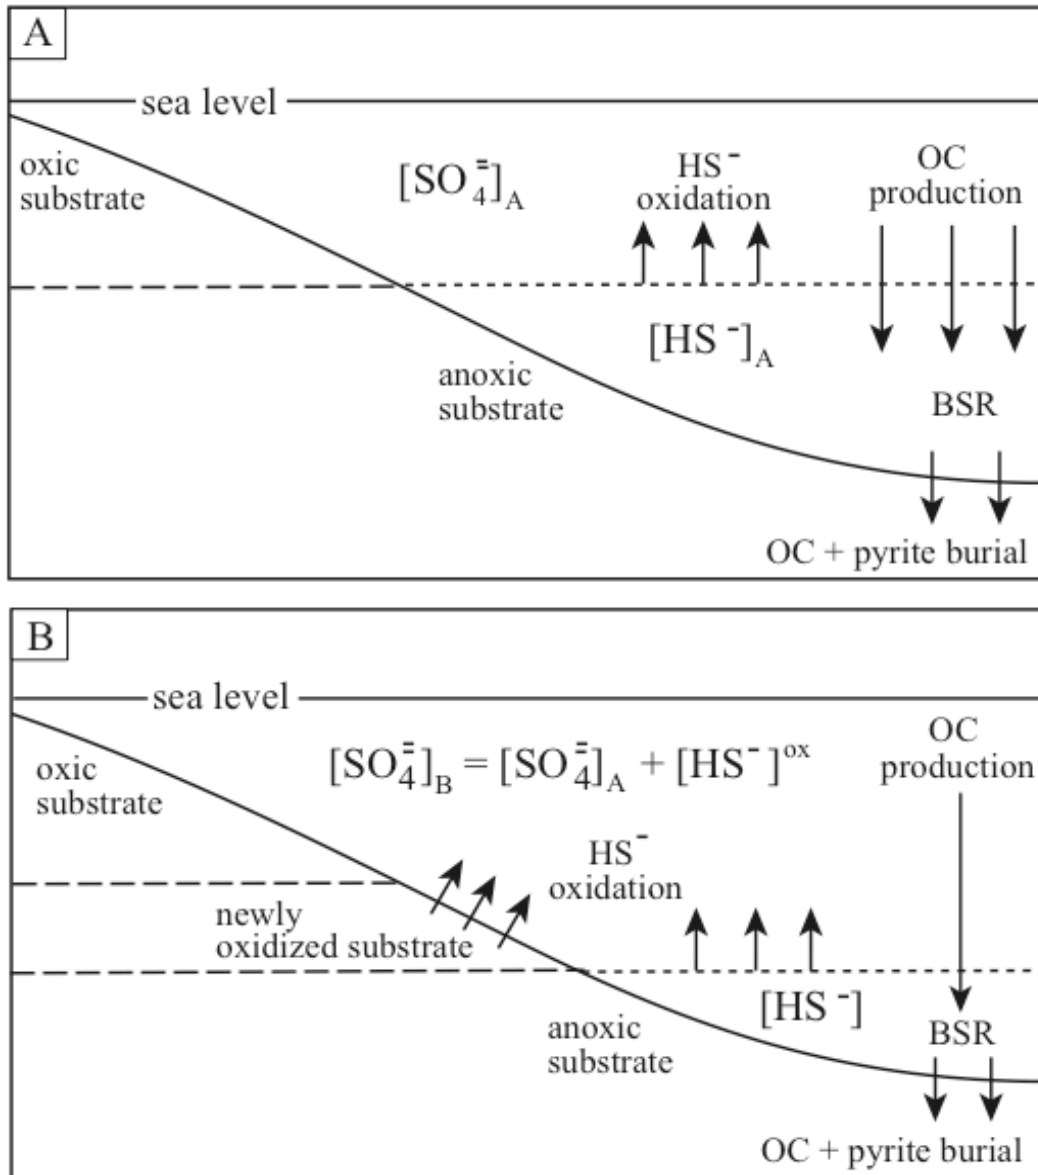 A
sea level
oxic
substrate
[SO₄⁼]A
HS⁻
oxidation
OC
production
[HS⁻]A
anoxic
substrate
BSR
OC + pyrite burial
B
sea level
oxic
substrate
[SO₄⁼]B = [SO₄⁼]A + [HS⁻]ᵒˣ
OC
production
HS⁻
oxidation
newly
oxidized substrate
[HS⁻]
anoxic
substrate
BSR
OC + pyrite burial